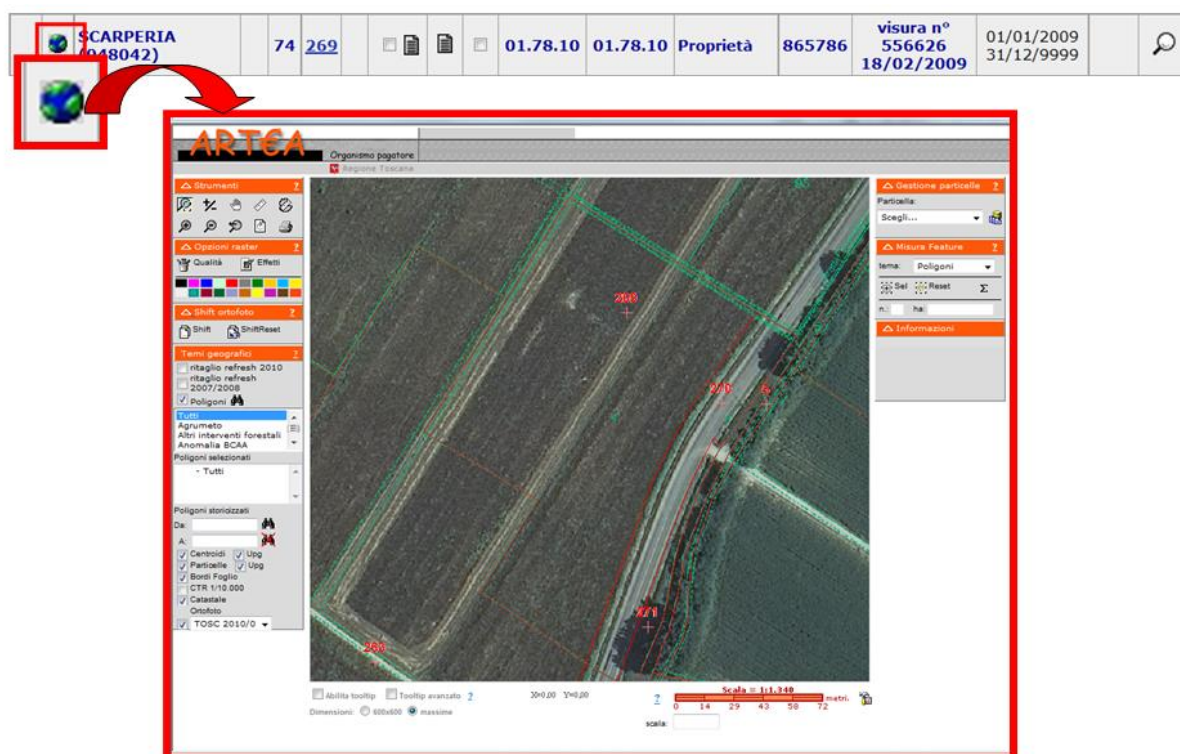 SCARPERIA
(048042)
74
269
01.78.10
01.78.10
Proprietà
865786
visura n°
556626
18/02/2009
01/01/2009
31/12/9999
ART€A
Organismo pagatore
Regione Toscana
Strumenti ?
Opzioni raster ?
Qualità
Effetti
Shift ortofoto ?
Shift
ShiftReset
Temi geografici ?
ritaglio refresh 2010
ritaglio refresh
2007/2008
Poligoni
Tutti
Agrumeto
Altri interventi forestali
Anomalia BCAA
Poligoni selezionati
- Tutti
Poligoni storicizzati
Da:
A:
Centroidi
Upg
Particelle
Upg
Bordi Foglio
CTR 1/10.000
Catastale
Ortofoto
TOSC 2010/0
270
271
Gestione particelle ?
Particella:
Scegli...
Misura Feature ?
tema: Poligoni
Sel
Reset
Σ
n.:
ha:
Informazioni
Abilita tooltip
Tooltip avanzato ?
X=0,00 Y=0,00
?
Scala = 1:1.340
metri.
0 14 29 43 58 72
Dimensioni:
600x600
massime
scala: